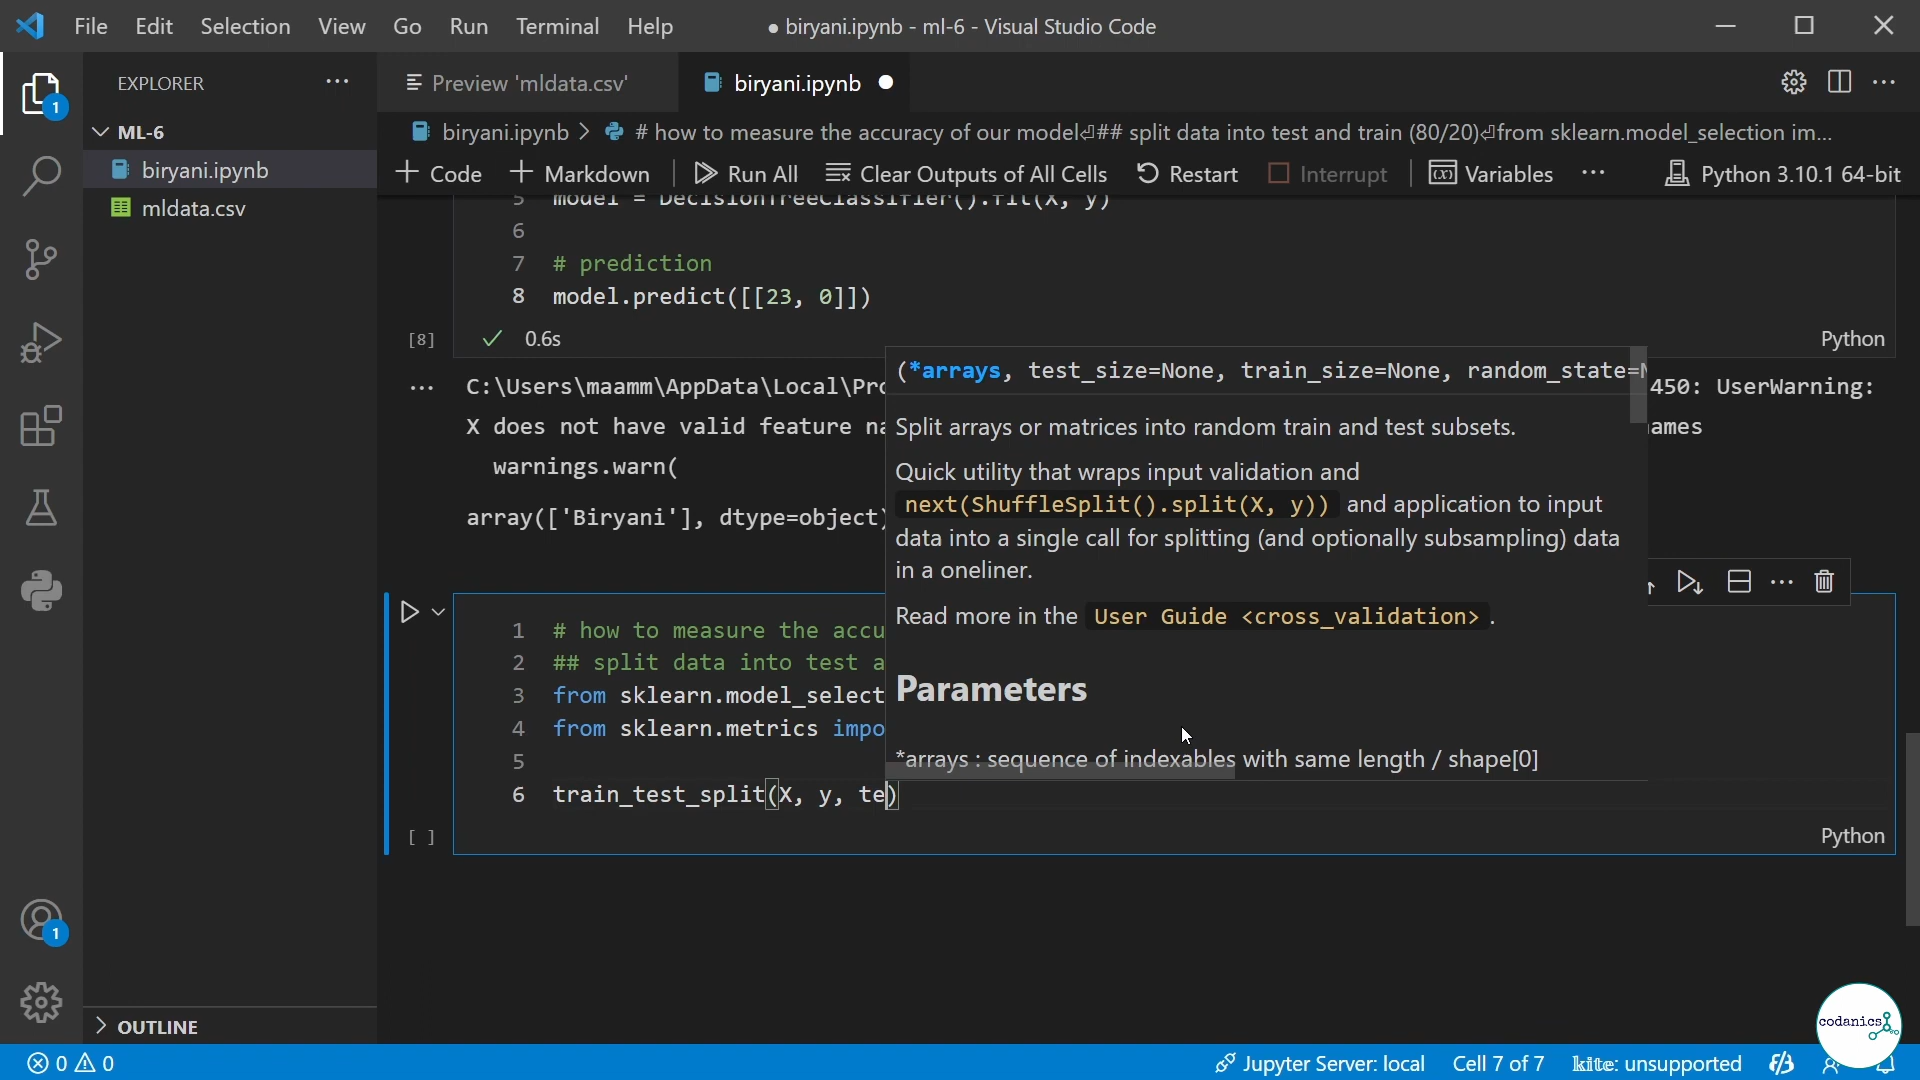 File Edit Selection View Go Run Terminal Help
● biryani.ipynb - ml-6 - Visual Studio Code
EXPLORER
Preview 'mldata.csv'
biryani.ipynb
ML-6
biryani.ipynb
mldata.csv
1
biryani.ipynb > # how to measure the accuracy of our model⏎## split data into test and train (80/20)⏎from sklearn.model_selection im...
Code Markdown Run All Clear Outputs of All Cells Restart Interrupt Variables ... Python 3.10.1 64-bit
5 model = DecisionTreeClassifier().fit(X, y)
6
7 # prediction
8 model.predict([[23, 0]])
[8] ✓ 0.6s Python
... C:\Users\maamm\AppData\Local\Pro 450: UserWarning:
X does not have valid feature na ames
warnings.warn(
array(['Biryani'], dtype=object)
(*arrays, test_size=None, train_size=None, random_state=N
Split arrays or matrices into random train and test subsets.
Quick utility that wraps input validation and
next(ShuffleSplit().split(X, y)) and application to input
data into a single call for splitting (and optionally subsampling) data
in a oneliner.
Read more in the User Guide <cross_validation>.
Parameters
*arrays : sequence of indexables with same length / shape[0]
1 # how to measure the accu
2 ## split data into test a
3 from sklearn.model_select
4 from sklearn.metrics impo
5
6 train_test_split(X, y, te)
[ ] Python
1
OUTLINE
codanics
0 0 Jupyter Server: local Cell 7 of 7 kite: unsupported